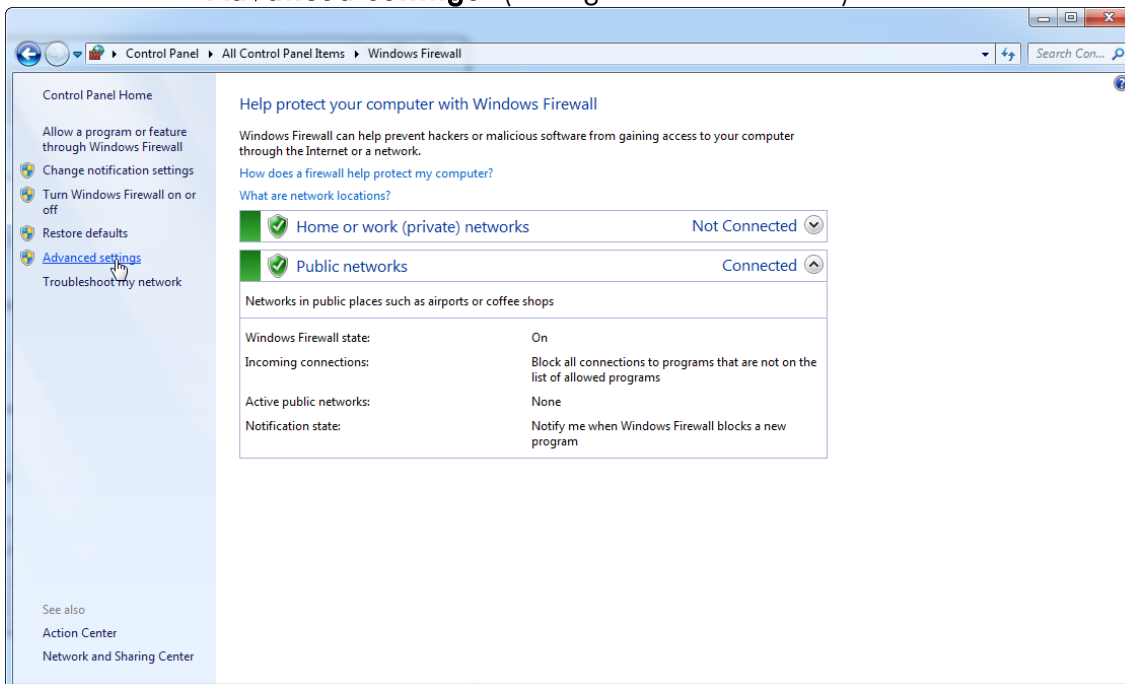 Control Panel ▸ All Control Panel Items ▸ Windows Firewall
Search Con...
Control Panel Home
Allow a program or feature
through Windows Firewall
Change notification settings
Turn Windows Firewall on or
off
Restore defaults
Advanced settings
Troubleshoot my network
See also
Action Center
Network and Sharing Center
Help protect your computer with Windows Firewall
Windows Firewall can help prevent hackers or malicious software from gaining access to your computer
through the Internet or a network.
How does a firewall help protect my computer?
What are network locations?
Home or work (private) networks Not Connected
Public networks Connected
Networks in public places such as airports or coffee shops
Windows Firewall state: On
Incoming connections: Block all connections to programs that are not on the
list of allowed programs
Active public networks: None
Notification state: Notify me when Windows Firewall blocks a new
program